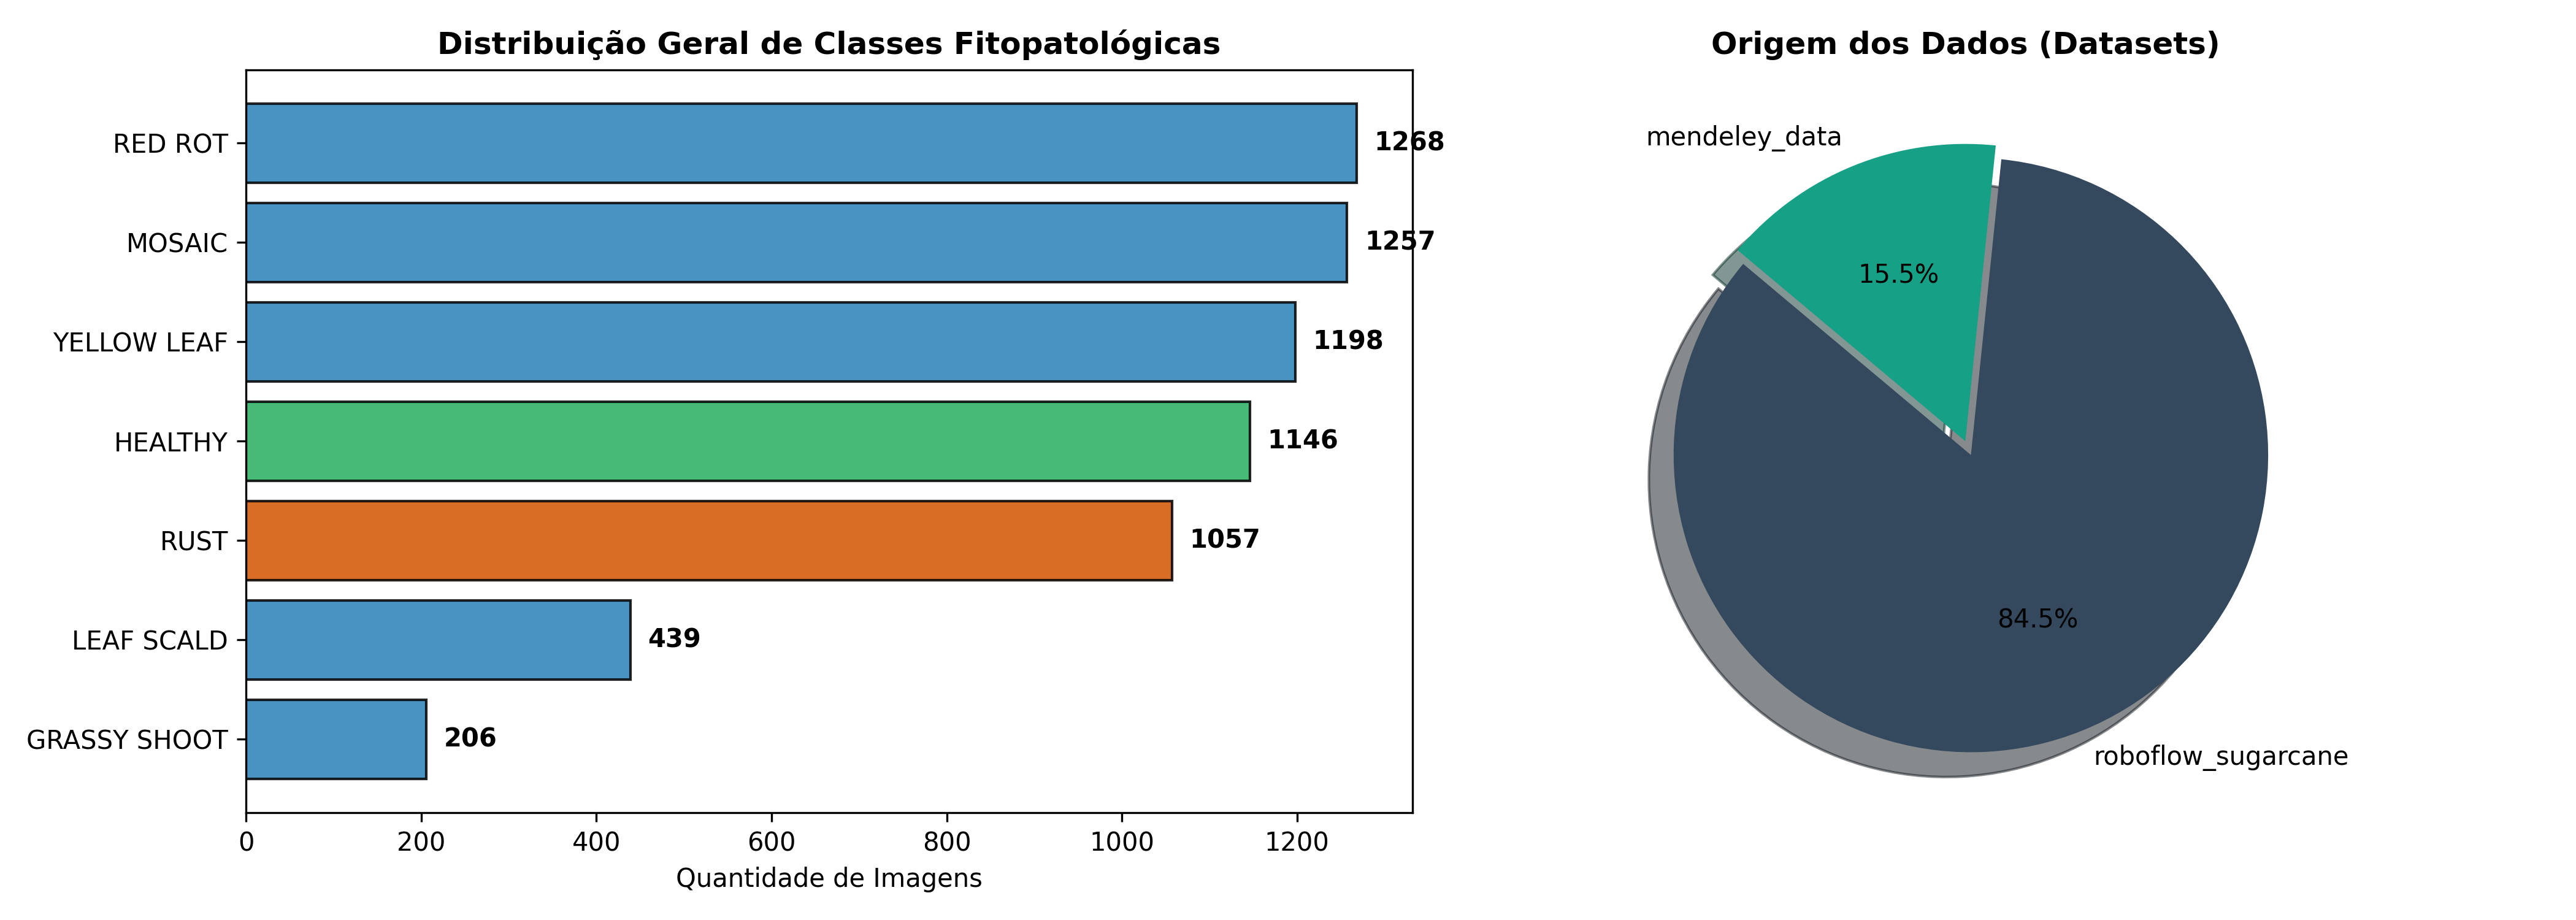 Distribuição Geral de Classes Fitopatológicas
RED ROT
1268
MOSAIC
1257
YELLOW LEAF
1198
HEALTHY
1146
RUST
1057
LEAF SCALD
439
GRASSY SHOOT
206
0 200 400 600 800 1000 1200
Quantidade de Imagens
Origem dos Dados (Datasets)
mendeley_data
15.5%
84.5%
roboflow_sugarcane